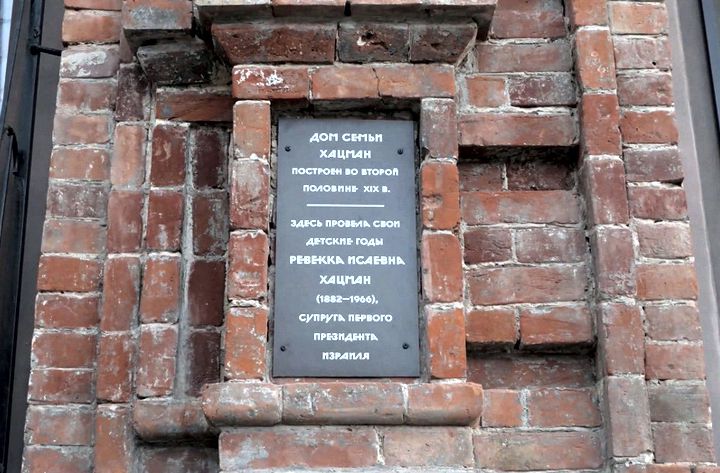 ДОМ СЕМЬИ
ХАЦМАН
ПОСТРОЕН ВО ВТОРОЙ
ПОЛОВИНЕ XIX В.
ЗДЕСЬ ПРОВЕЛА СВОИ
ДЕТСКИЕ ГОДЫ
РЕВЕККА ИСАЕВНА
ХАЦМАН
(1882—1966),
СУПРУГА ПЕРВОГО
ПРЕЗИДЕНТА
ИЗРАИЛЯ